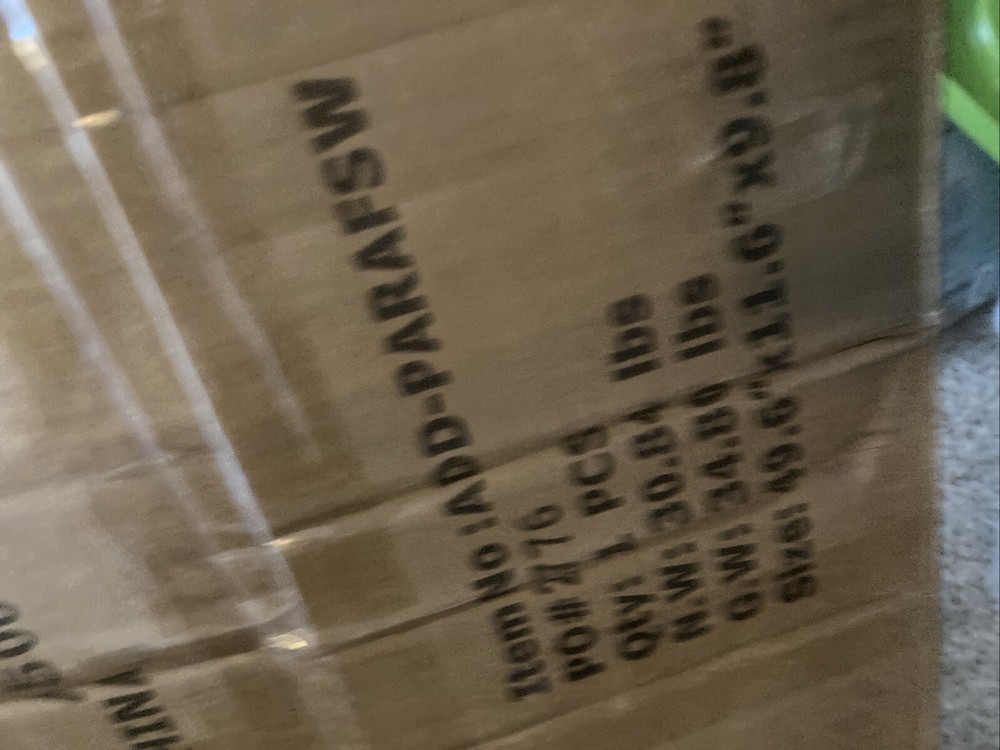 Item No:ADD-PARAFSW
PO# 276
Qty: 1 PCS
N.W: 30.84 lbs
G.W: 34.80 lbs
Size: 49.6"x11.6"x9.8"